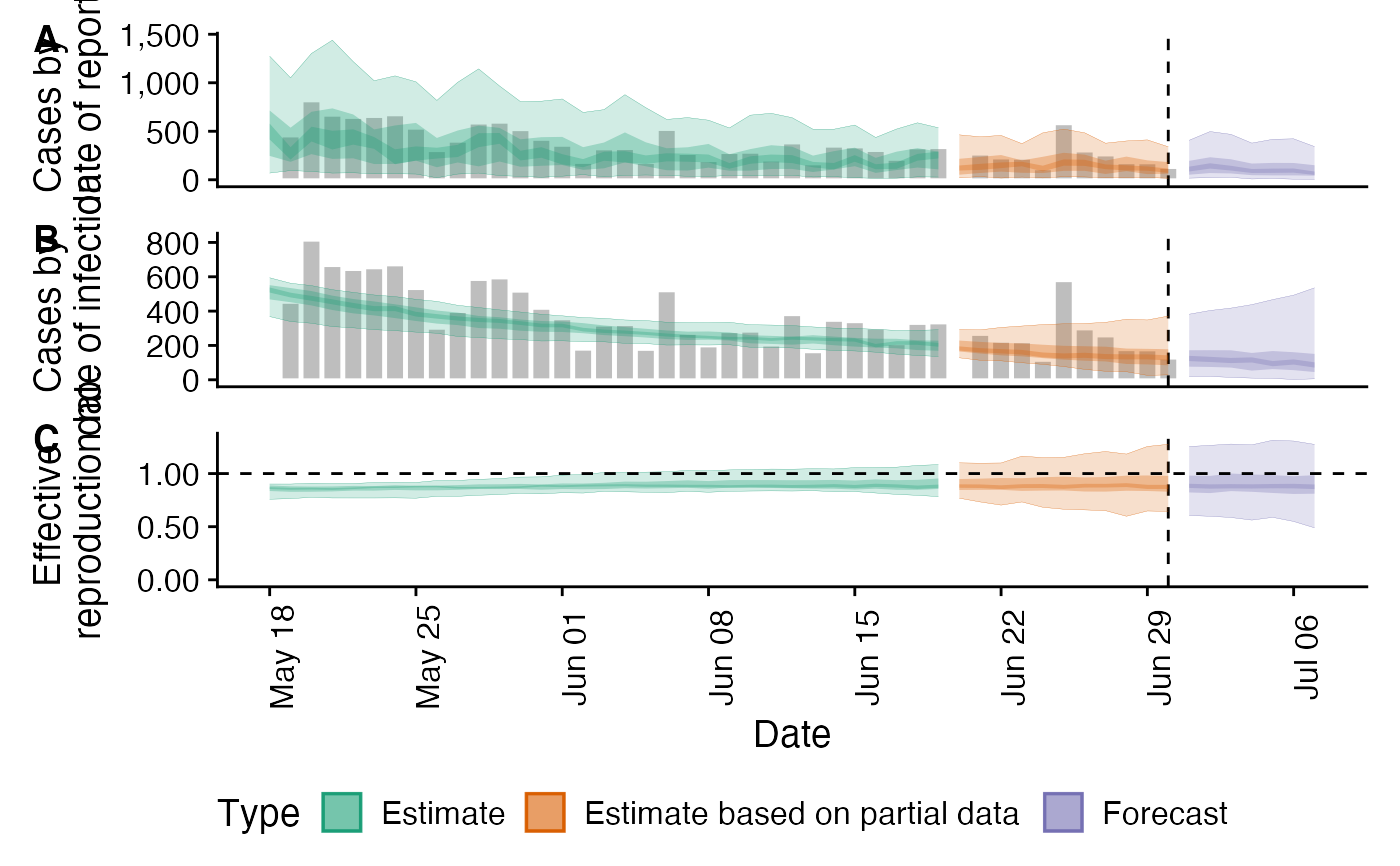 A
Cases by
date of report
1,500
1,000
500
0
B
Cases by
date of infection
800
600
400
200
0
C
Effective
reproduction no.
1.00
0.50
0.00
May 18
May 25
Jun 01
Jun 08
Jun 15
Jun 22
Jun 29
Jul 06
Date
Type
Estimate
Estimate based on partial data
Forecast